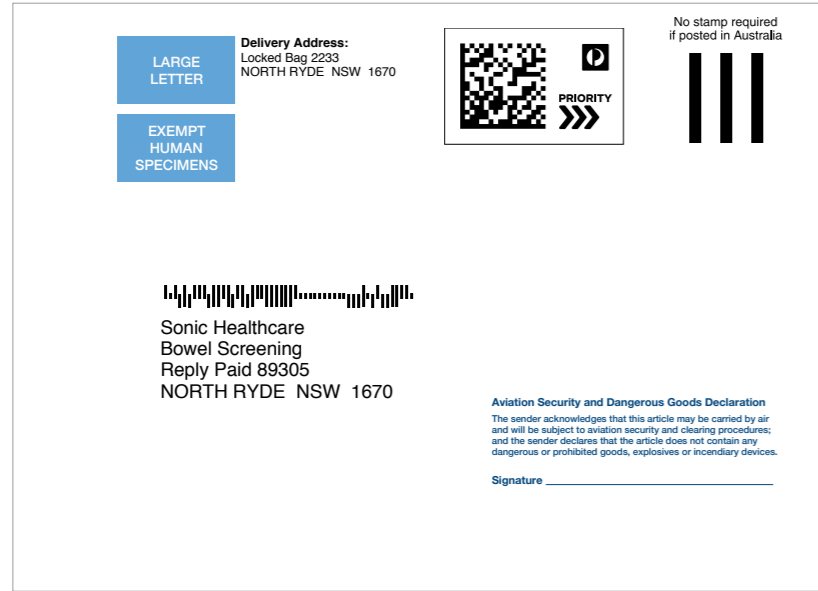 LARGE
LETTER
Delivery Address:
Locked Bag 2233
NORTH RYDE  NSW  1670
PRIORITY
No stamp required
if posted in Australia
EXEMPT
HUMAN
SPECIMENS
Sonic Healthcare
Bowel Screening
Reply Paid 89305
NORTH RYDE  NSW  1670
Aviation Security and Dangerous Goods Declaration
The sender acknowledges that this article may be carried by air
and will be subject to aviation security and clearing procedures;
and the sender declares that the article does not contain any
dangerous or prohibited goods, explosives or incendiary devices.
Signature